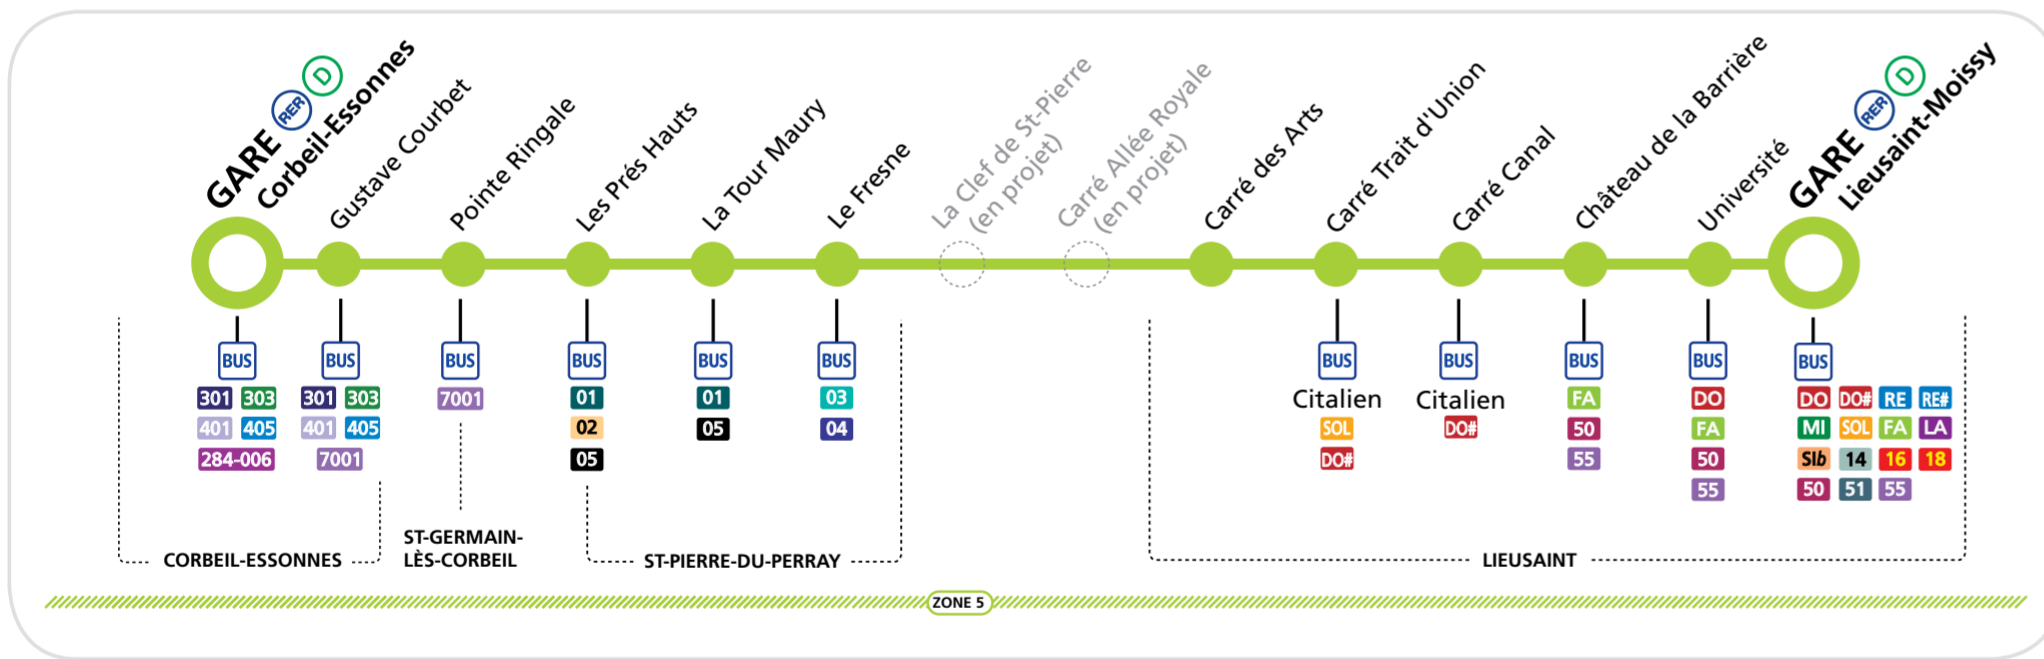 GARE RER D
Corbeil-Essonnes
Gustave Courbet
Pointe Ringale
Les Prés Hauts
La Tour Maury
Le Fresne
La Clef de St-Pierre
(en projet)
Carré Allée Royale
(en projet)
Carré des Arts
Carré Trait d'Union
Carré Canal
Château de la Barrière
Université
GARE RER D
Lieusaint-Moissy
BUS
301 303
401 405
284-006
BUS
301 303
401 405
7001
BUS
7001
BUS
01
02
05
BUS
01
05
BUS
03
04
BUS
Citalien
SOL
DO#
BUS
Citalien
DO#
BUS
FA
50
55
BUS
DO
FA
50
55
BUS
DO DO# RE RE#
MI SOL FA LA
SIb 14 16 18
50 51 55
CORBEIL-ESSONNES
ST-GERMAIN-
LÈS-CORBEIL
ST-PIERRE-DU-PERRAY
LIEUSAINT
ZONE 5